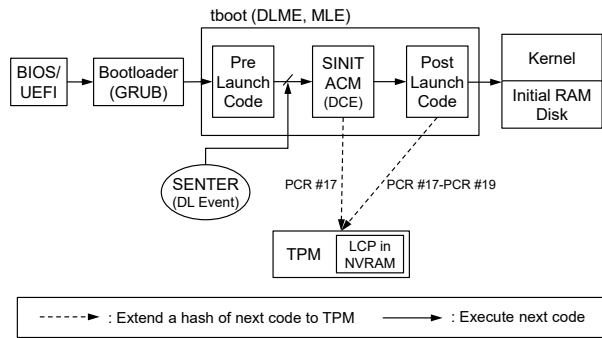 tboot (DLME, MLE)
BIOS/
UEFI
Bootloader
(GRUB)
Pre
Launch
Code
SINIT
ACM
(DCE)
Post
Launch
Code
Kernel
Initial RAM
Disk
SENTER
(DL Event)
PCR #17
PCR #17-PCR #19
TPM
LCP in
NVRAM
: Extend a hash of next code to TPM
: Execute next code